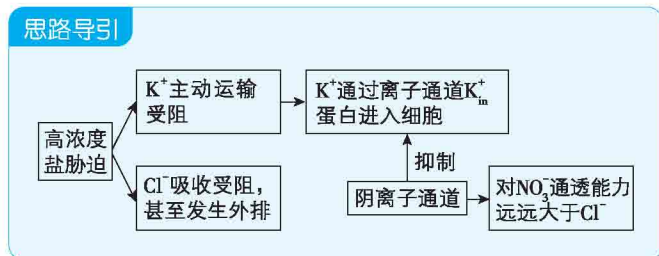 思路导引
高浓度
盐胁迫
K⁺主动运输
受阻
K⁺通过离子通道K⁺in
蛋白进入细胞
Cl⁻吸收受阻，
甚至发生外排
抑制
阴离子通道
对NO₃⁻通透能力
远远大于Cl⁻